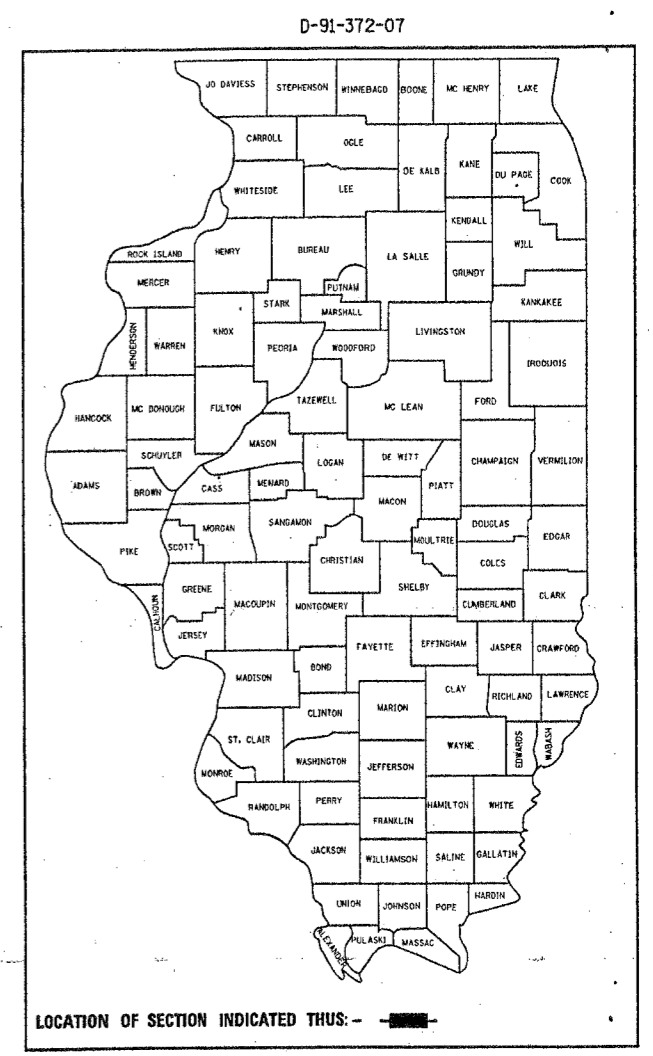 D-91-372-07
JO DAVIESS STEPHENSON WINNEBAGO BOONE MC HENRY LAKE
CARROLL OGLE DE KALB KANE DU PAGE COOK
WHITESIDE LEE
KENDALL
ROCK ISLAND HENRY BUREAU LA SALLE GRUNDY WILL
MERCER PUTNAM
STARK MARSHALL KANKAKEE
HENDERSON WARREN KNOX PEORIA WOODFORD LIVINGSTON IROQUOIS
HANCOCK MC DONOUGH FULTON TAZEWELL MC LEAN FORD
MASON
SCHUYLER LOGAN DE WITT CHAMPAIGN VERMILION
ADAMS BROWN CASS MENARD MACON PIATT
PIKE SCOTT MORGAN SANGAMON MOULTRIE DOUGLAS EDGAR
CHRISTIAN COLES
GREENE SHELBY
CALHOUN MACOUPIN MONTGOMERY CUMBERLAND CLARK
JERSEY
FAYETTE EFFINGHAM JASPER CRAWFORD
MADISON BOND
CLAY RICHLAND LAWRENCE
CLINTON MARION
ST. CLAIR WAYNE EDWARDS WABASH
WASHINGTON JEFFERSON
MONROE
RANDOLPH PERRY HAMILTON WHITE
FRANKLIN
JACKSON WILLIAMSON SALINE GALLATIN
HARDIN
UNION JOHNSON POPE
ALEXANDER PULASKI MASSAC
LOCATION OF SECTION INDICATED THUS:-